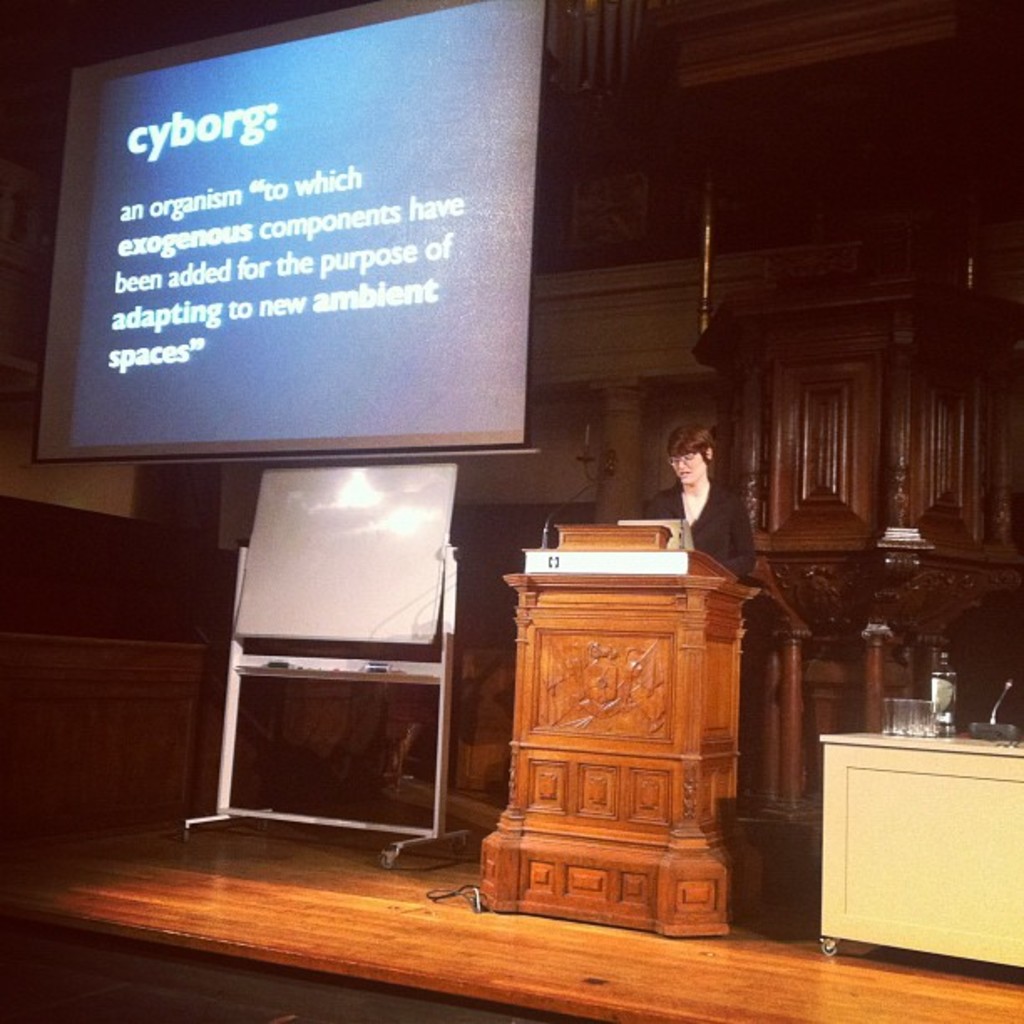 cyborg:
an organism “to which
exogenous components have
been added for the purpose of
adapting to new ambient
spaces”